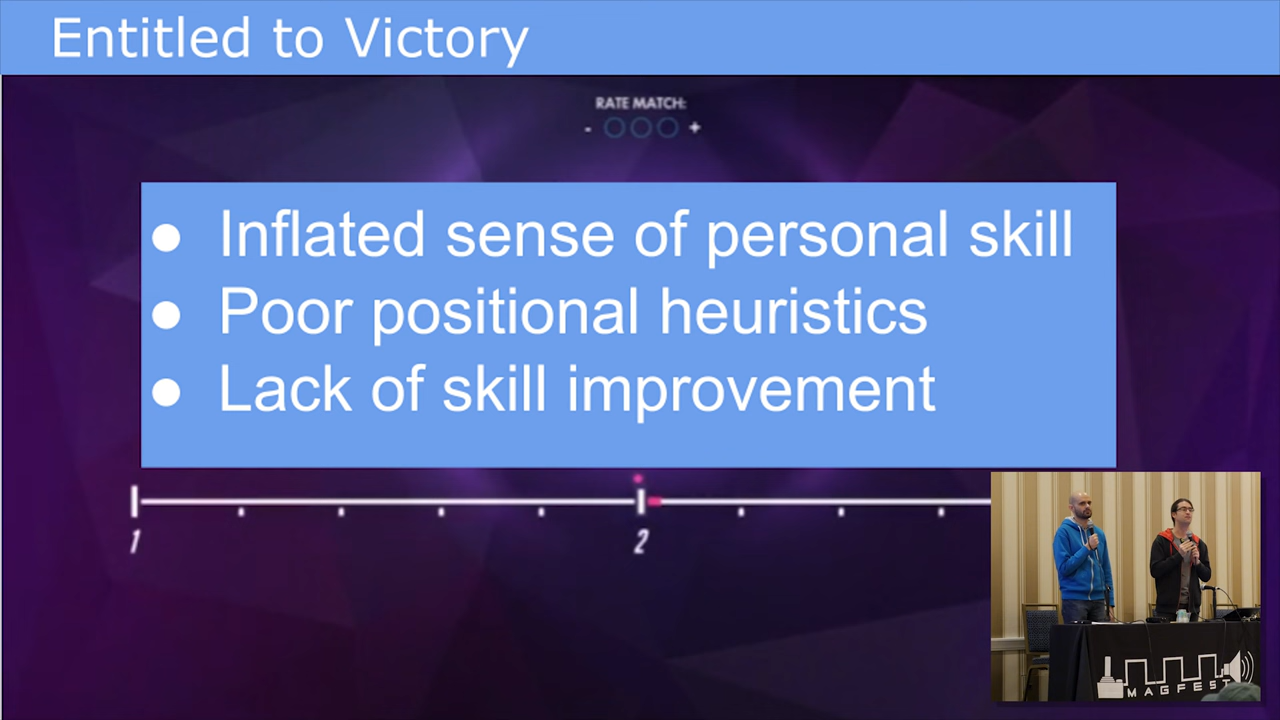 Entitled to Victory
RATE MATCH:
- +
● Inflated sense of personal skill
● Poor positional heuristics
● Lack of skill improvement
1 2
MAGFEST